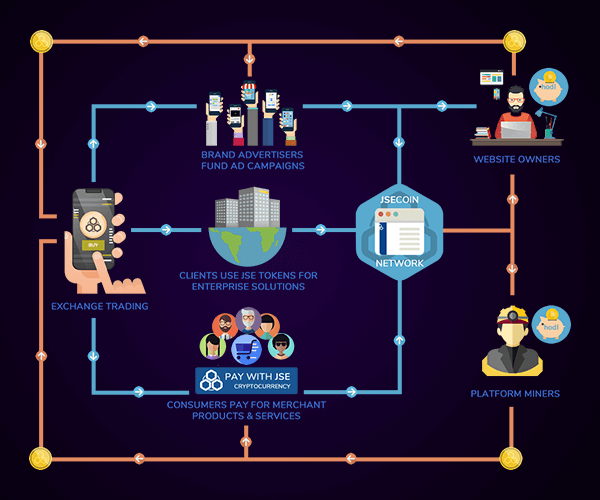 BRAND ADVERTISERS
FUND AD CAMPAIGNS
hodl
WEBSITE OWNERS
JSECOIN
NETWORK
BUY
EXCHANGE TRADING
CLIENTS USE JSE TOKENS FOR
ENTERPRISE SOLUTIONS
hodl
PLATFORM MINERS
PAY WITH JSE
CRYPTOCURRENCY
CONSUMERS PAY FOR MERCHANT
PRODUCTS & SERVICES